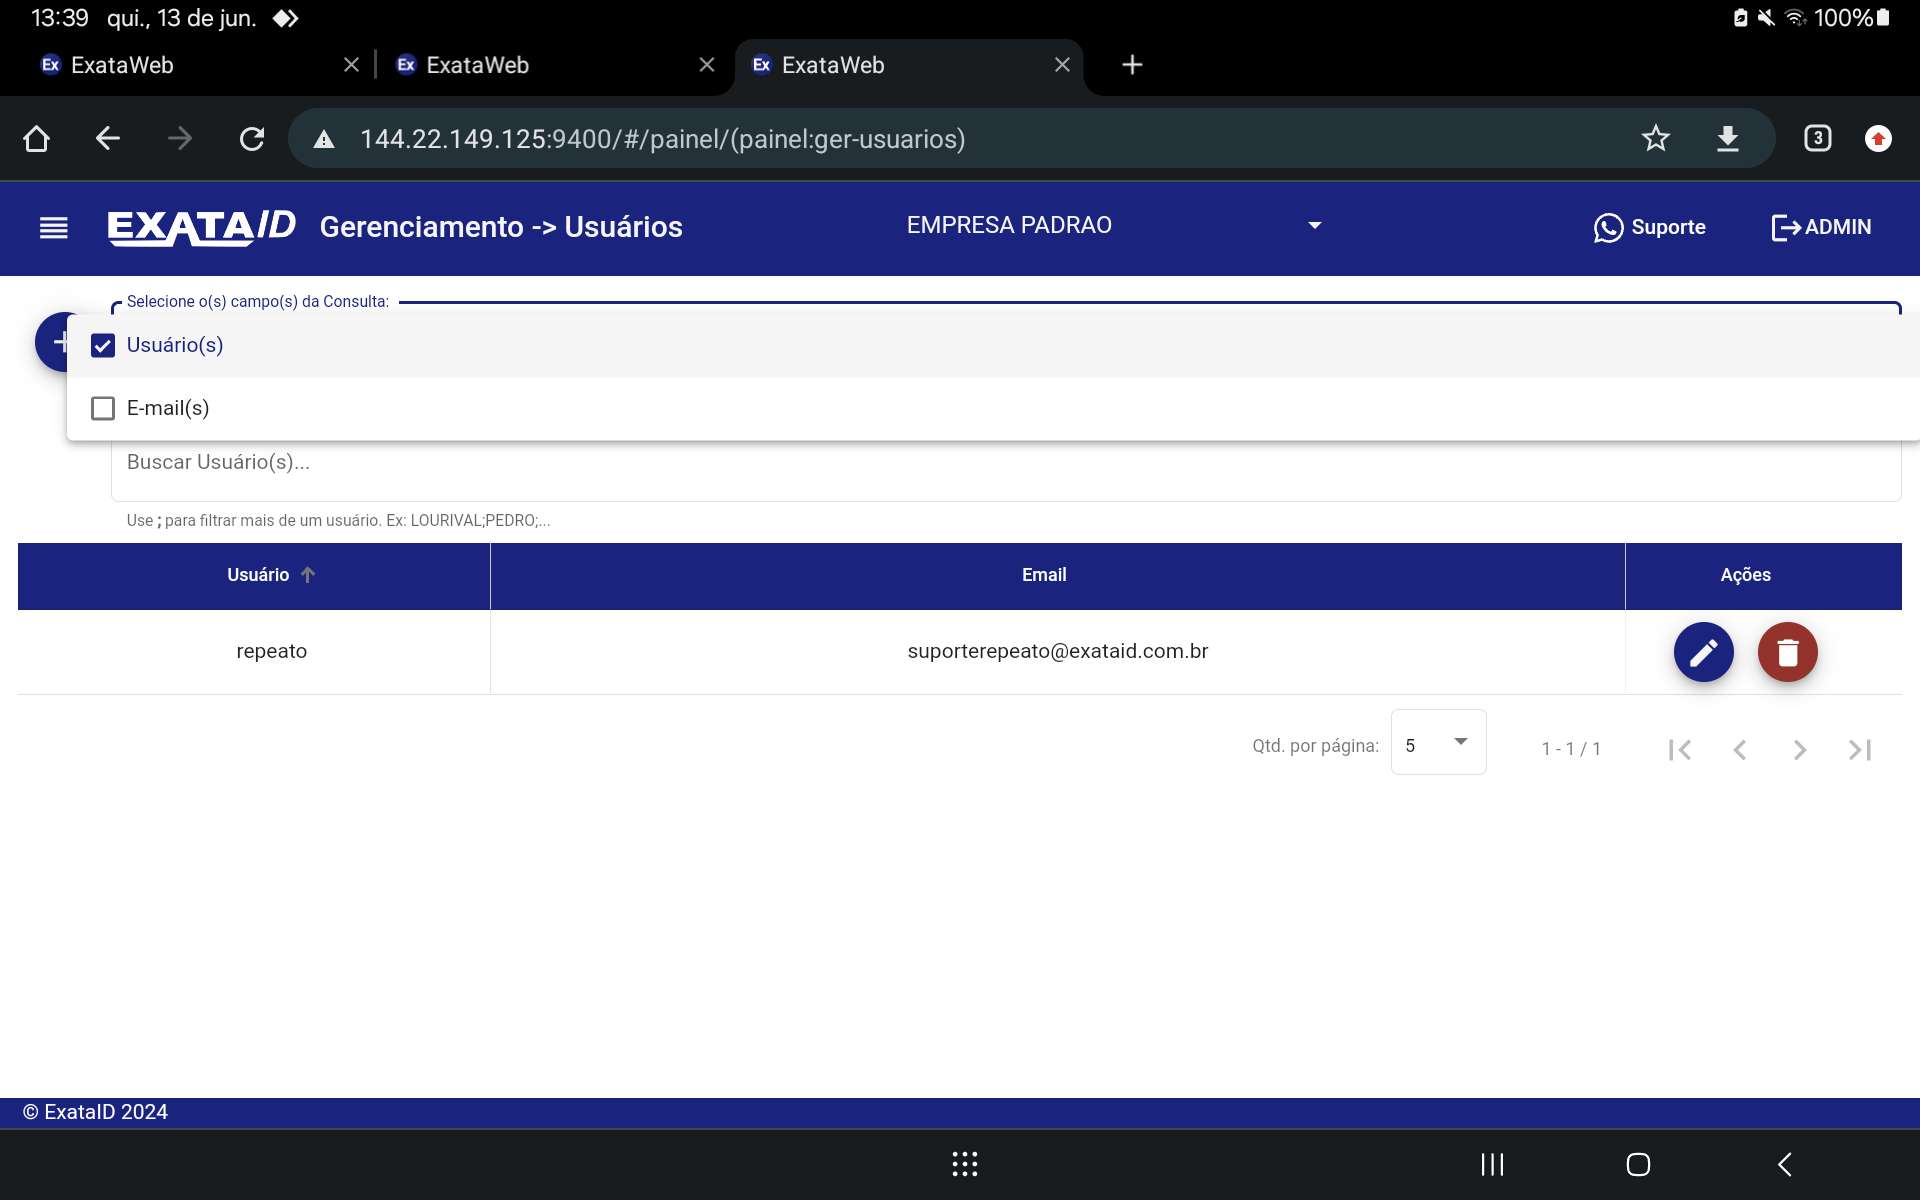 13:39 qui., 13 de jun. 100%
Ex ExataWeb Ex ExataWeb Ex ExataWeb
144.22.149.125:9400/#/painel/(painel:ger-usuarios) 3
EXATAID Gerenciamento -> Usuários EMPRESA PADRAO Suporte ADMIN
Selecione o(s) campo(s) da Consulta:
Usuário(s)
E-mail(s)
Buscar Usuário(s)...
Use ; para filtrar mais de um usuário. Ex: LOURIVAL;PEDRO;...
Usuário Email Ações
repeato suporterepeato@exataid.com.br
Qtd. por página: 5 1 - 1 / 1
© ExataID 2024